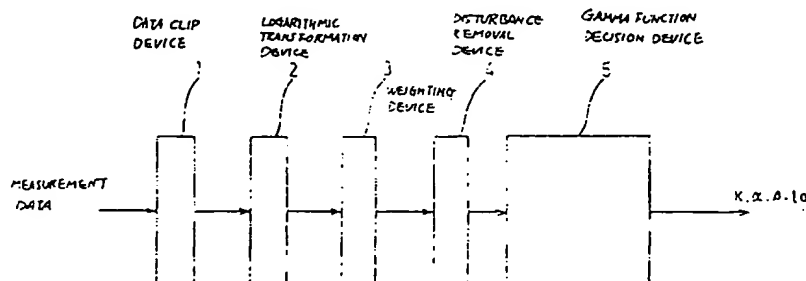 DATA CLIP
DEVICE
1
LOGARITHMIC
TRANSFORMATION
DEVICE
2
3
WEIGHTING
DEVICE
DISTURBANCE
REMOVAL
DEVICE
4
GAMMA FUNCTION
DECISION DEVICE
5
MEASUREMENT
DATA